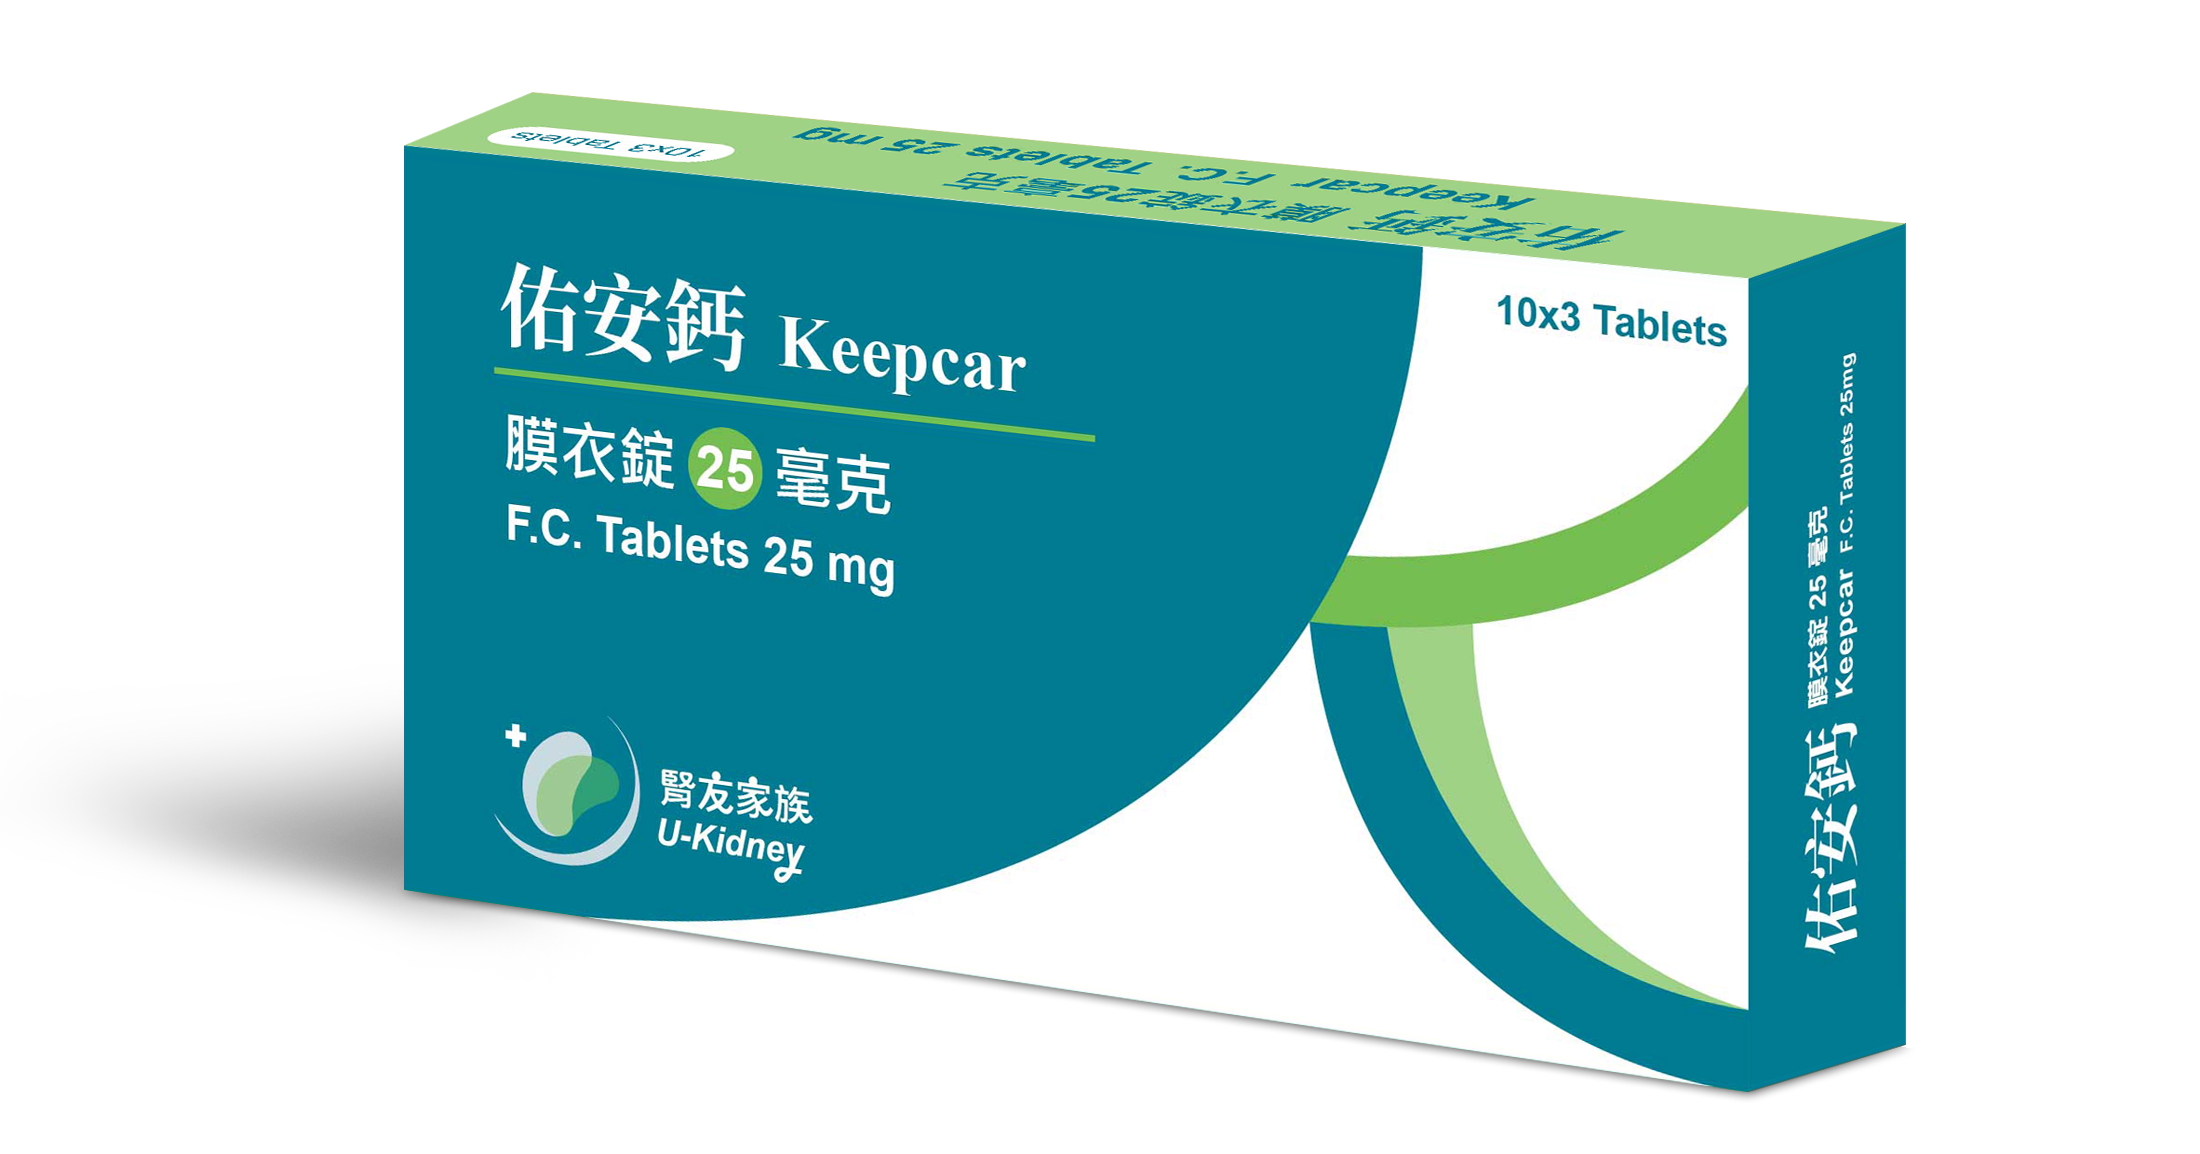 10x3 Tablets
Keepcar F.C. Tablets 25 mg
佑安鈣 膜衣錠25毫克
佑安鈣 Keepcar
膜衣錠 25 毫克
F.C. Tablets 25 mg
10x3 Tablets
腎友家族
U-Kidney
佑安鈣 膜衣錠 25 毫克
Keepcar F.C. Tablets 25mg